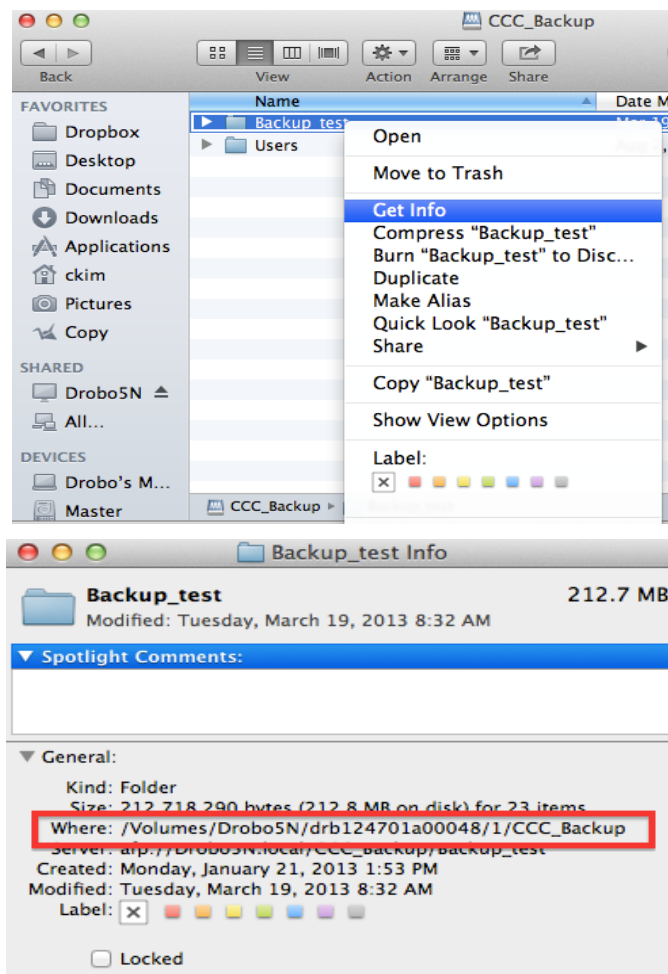 CCC_Backup
Back View Action Arrange Share
FAVORITES
Dropbox
Desktop
Documents
Downloads
Applications
ckim
Pictures
Copy
SHARED
Drobo5N
All...
DEVICES
Drobo's M...
Master
Name Date M
Backup_test
Users
Open
Move to Trash
Get Info
Compress “Backup_test”
Burn “Backup_test” to Disc...
Duplicate
Make Alias
Quick Look “Backup_test”
Share
Copy “Backup_test”
Show View Options
Label:
CCC_Backup
Backup_test Info
Backup_test 212.7 MB
Modified: Tuesday, March 19, 2013 8:32 AM
Spotlight Comments:
General:
Kind: Folder
Size: 212,718,290 bytes (212.8 MB on disk) for 23 items
Where: /Volumes/Drobo5N/drb124701a00048/1/CCC_Backup
Server: afp://Drobo5N.local/CCC_Backup/Backup_test
Created: Monday, January 21, 2013 1:53 PM
Modified: Tuesday, March 19, 2013 8:32 AM
Label:
Locked